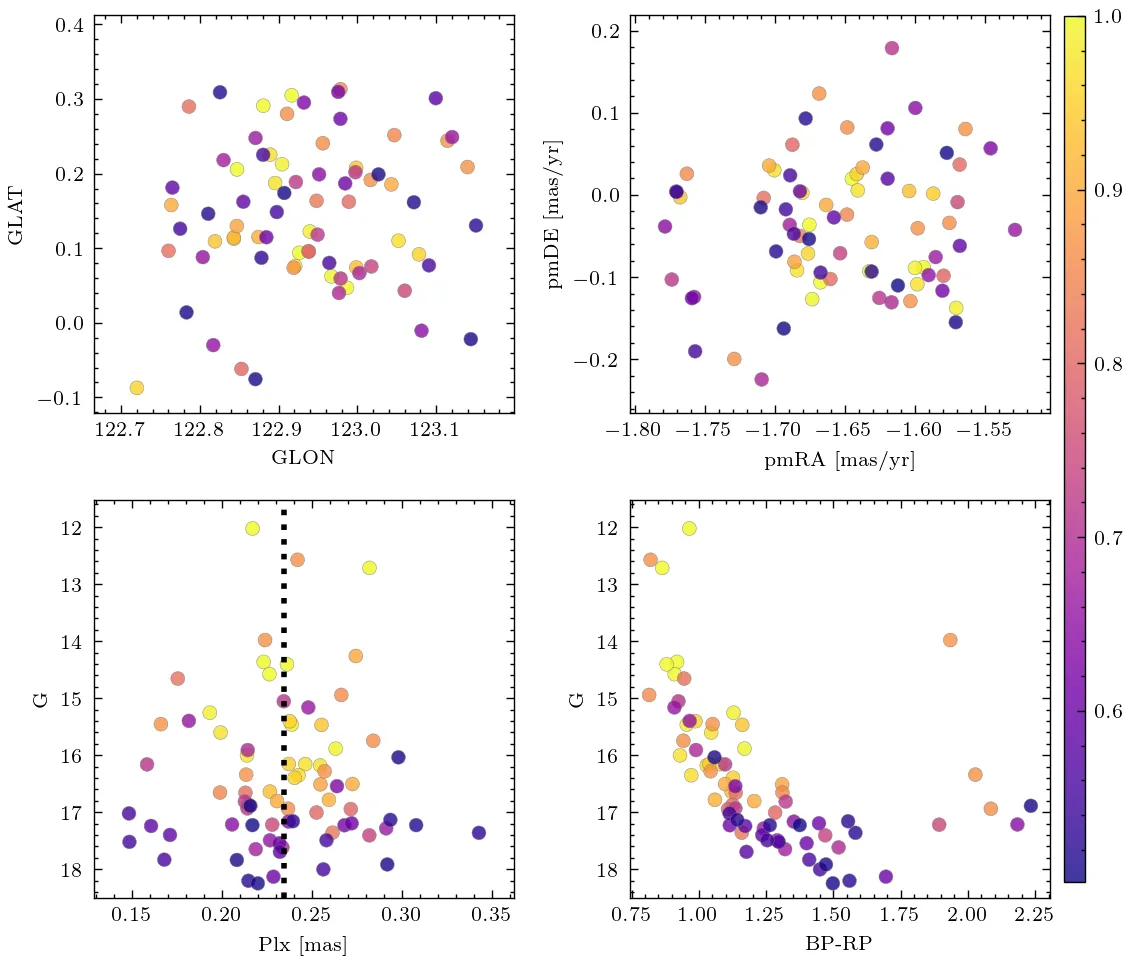 0.4
0.3
0.2
0.1
0.0
−0.1
GLAT
122.7 122.8 122.9 123.0 123.1
GLON
0.2
0.1
0.0
−0.1
−0.2
pmDE [mas/yr]
−1.80 −1.75 −1.70 −1.65 −1.60 −1.55
pmRA [mas/yr]
1.0
0.9
0.8
0.7
0.6
12
13
14
15
16
17
18
G
0.15 0.20 0.25 0.30 0.35
Plx [mas]
12
13
14
15
16
17
18
G
0.75 1.00 1.25 1.50 1.75 2.00 2.25
BP-RP